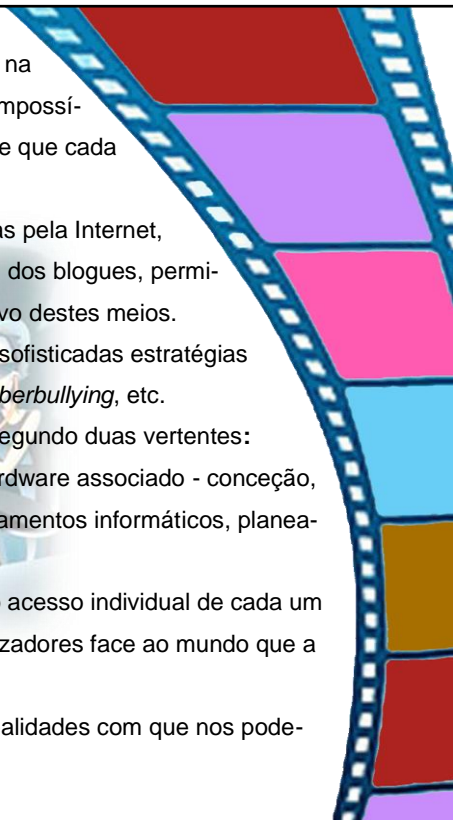 na
mpossí-
e que cada
as pela Internet,
dos blogues, permi-
vo destes meios.
sofisticadas estratégias
berbullying, etc.
egundo duas vertentes:
rdware associado - conceção,
amentos informáticos, planea-
o acesso individual de cada um
zadores face ao mundo que a
alidades com que nos pode-